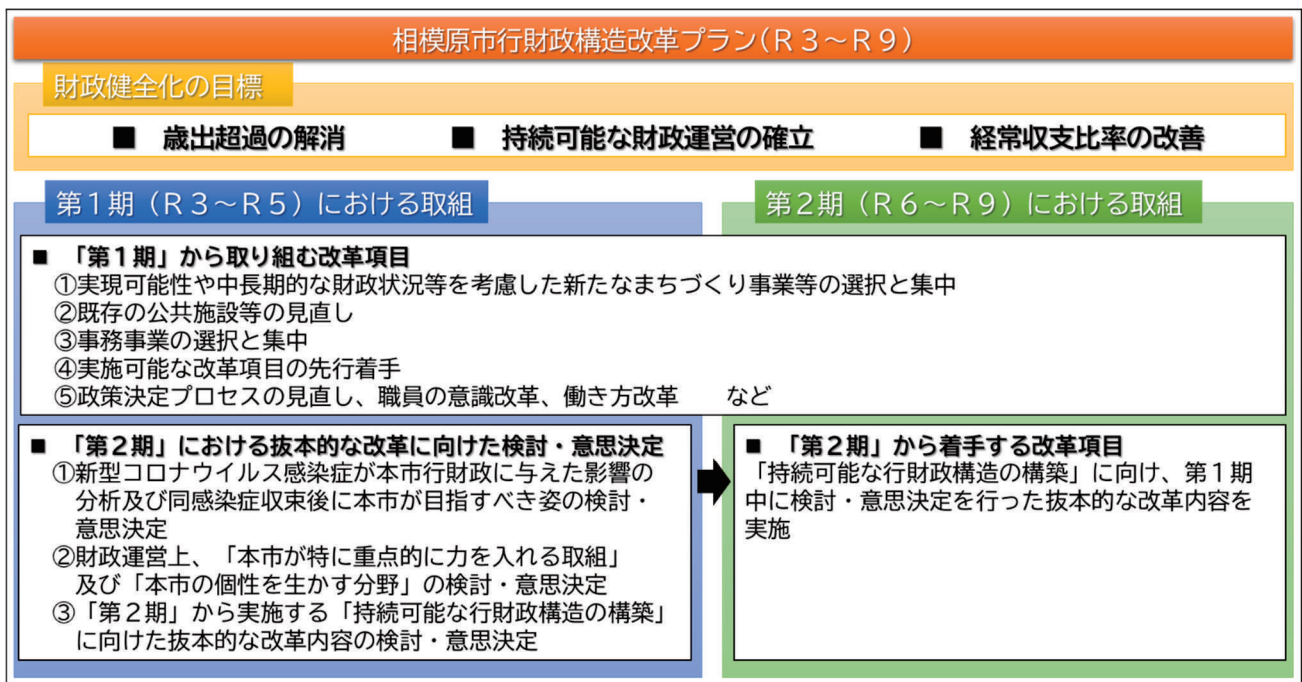 相模原市行財政構造改革プラン(R3～R9)
財政健全化の目標
■ 歳出超過の解消 ■ 持続可能な財政運営の確立 ■ 経常収支比率の改善
第1期（R3～R5）における取組
第2期（R6～R9）における取組
■ 「第1期」から取り組む改革項目
①実現可能性や中長期的な財政状況等を考慮した新たなまちづくり事業等の選択と集中
②既存の公共施設等の見直し
③事務事業の選択と集中
④実施可能な改革項目の先行着手
⑤政策決定プロセスの見直し、職員の意識改革、働き方改革　　など
■ 「第2期」における抜本的な改革に向けた検討・意思決定
①新型コロナウイルス感染症が本市行財政に与えた影響の
分析及び同感染症収束後に本市が目指すべき姿の検討・
意思決定
②財政運営上、「本市が特に重点的に力を入れる取組」
及び「本市の個性を生かす分野」の検討・意思決定
③「第2期」から実施する「持続可能な行財政構造の構築」
に向けた抜本的な改革内容の検討・意思決定
■ 「第2期」から着手する改革項目
「持続可能な行財政構造の構築」に向け、第1期
中に検討・意思決定を行った抜本的な改革内容を
実施